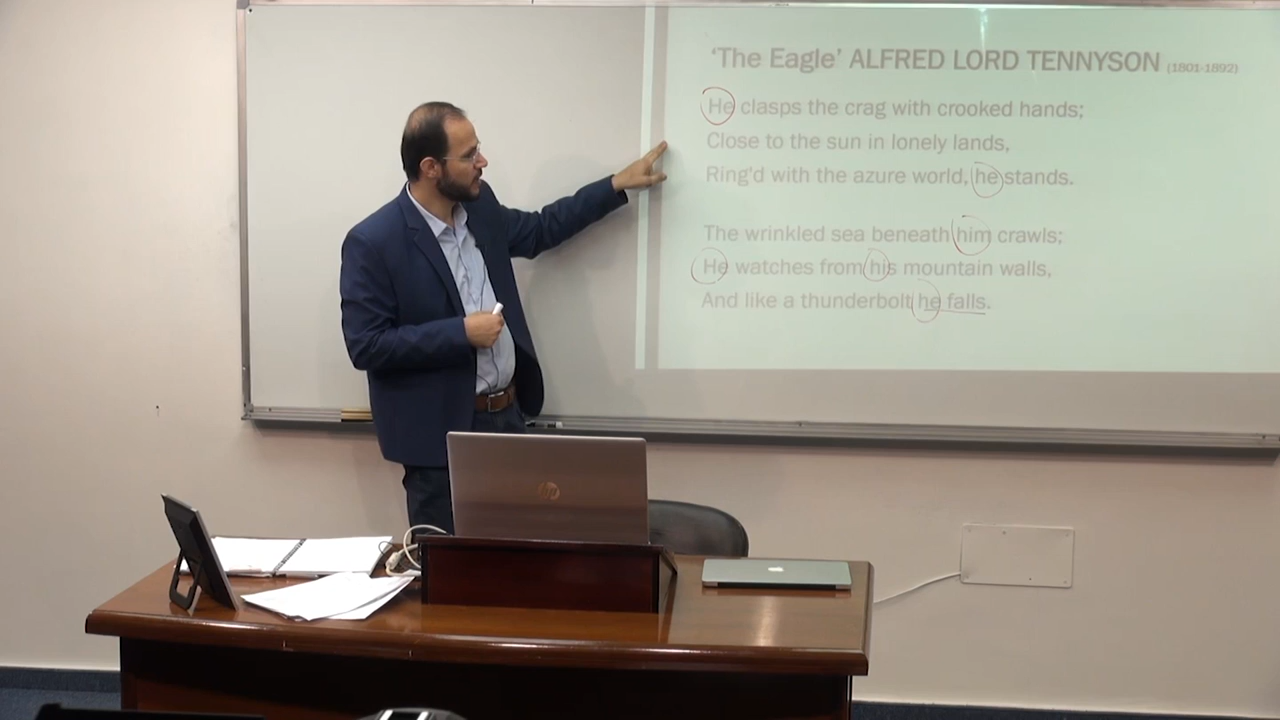 'The Eagle' ALFRED LORD TENNYSON (1801-1892)
He clasps the crag with crooked hands;
Close to the sun in lonely lands,
Ring'd with the azure world, he stands.
The wrinkled sea beneath him crawls;
He watches from his mountain walls,
And like a thunderbolt he falls.
hp